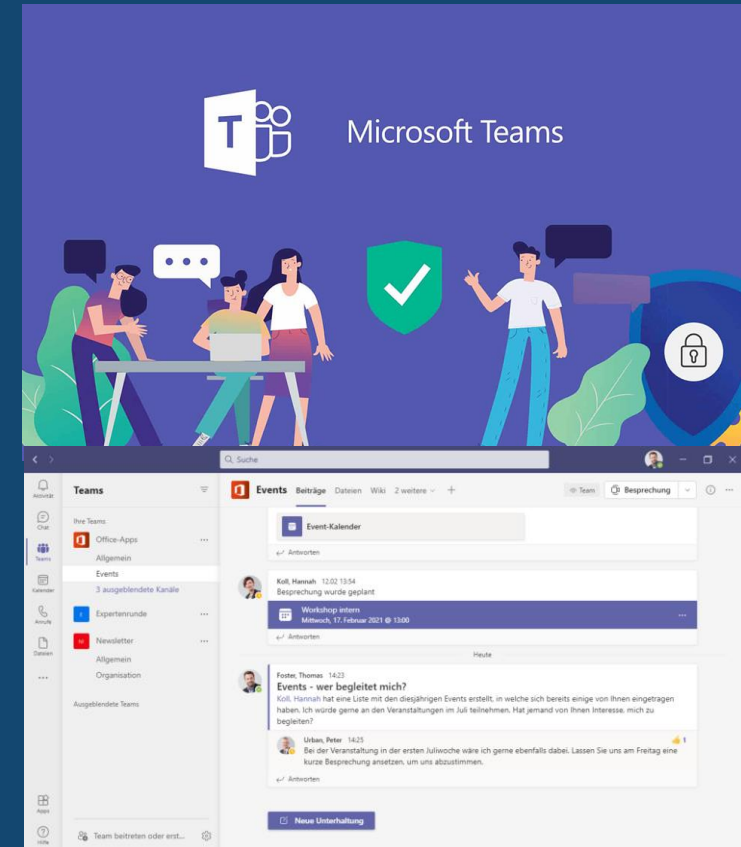 T
Microsoft Teams
Suche
Aktivität
Chat
Teams
Kalender
Anrufe
Dateien
Apps
Hilfe
Teams
Ihre Teams
Office-Apps
Allgemein
Events
3 ausgeblendete Kanäle
Expertenrunde
Newsletter
Allgemein
Organisation
Ausgeblendete Teams
Team beitreten oder erst...
Events Beiträge Dateien Wiki 2 weitere
Team Besprechung
Event-Kalender
Antworten
Koll, Hannah 12.02 13:54
Besprechung wurde geplant
Workshop intern
Mittwoch, 17. Februar 2021 @ 13:00
Antworten
Heute
Foster, Thomas 14:23
Events - wer begleitet mich?
Koll, Hannah hat eine Liste mit den diesjährigen Events erstellt, in welche sich bereits einige von Ihnen eingetragen
haben. Ich würde gerne an den Veranstaltungen im Juli teilnehmen. Hat jemand von Ihnen Interesse, mich zu
begleiten?
Urban, Peter 14:25
1
Bei der Veranstaltung in der ersten Juliwoche wäre ich gerne ebenfalls dabei. Lassen Sie uns am Freitag eine
kurze Besprechung ansetzen, um uns abzustimmen.
Antworten
Neue Unterhaltung